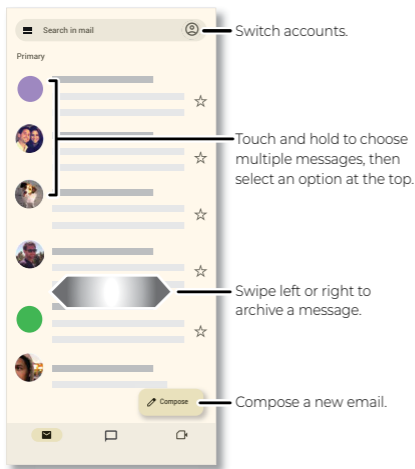 Search in mail
Switch accounts.
Primary
Touch and hold to choose
multiple messages, then
select an option at the top.
Swipe left or right to
archive a message.
Compose
Compose a new email.